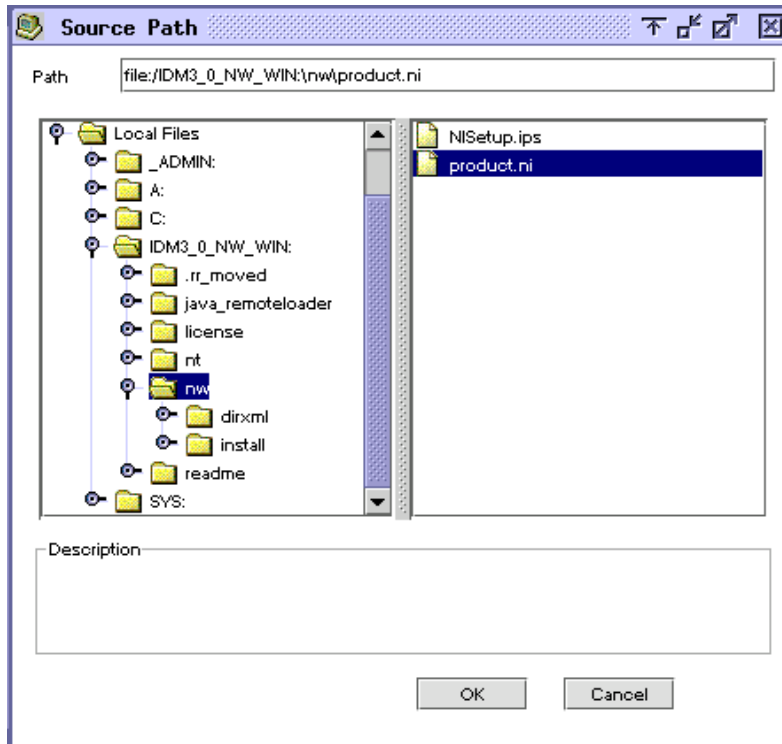 Source Path
Path file:/IDM3_0_NW_WIN:\nw\product.ni
Local Files
_ADMIN:
A:
C:
IDM3_0_NW_WIN:
.rr_moved
java_remoteloader
license
nt
nw
dirxml
install
readme
SYS:
NISetup.ips
product.ni
Description
OK Cancel